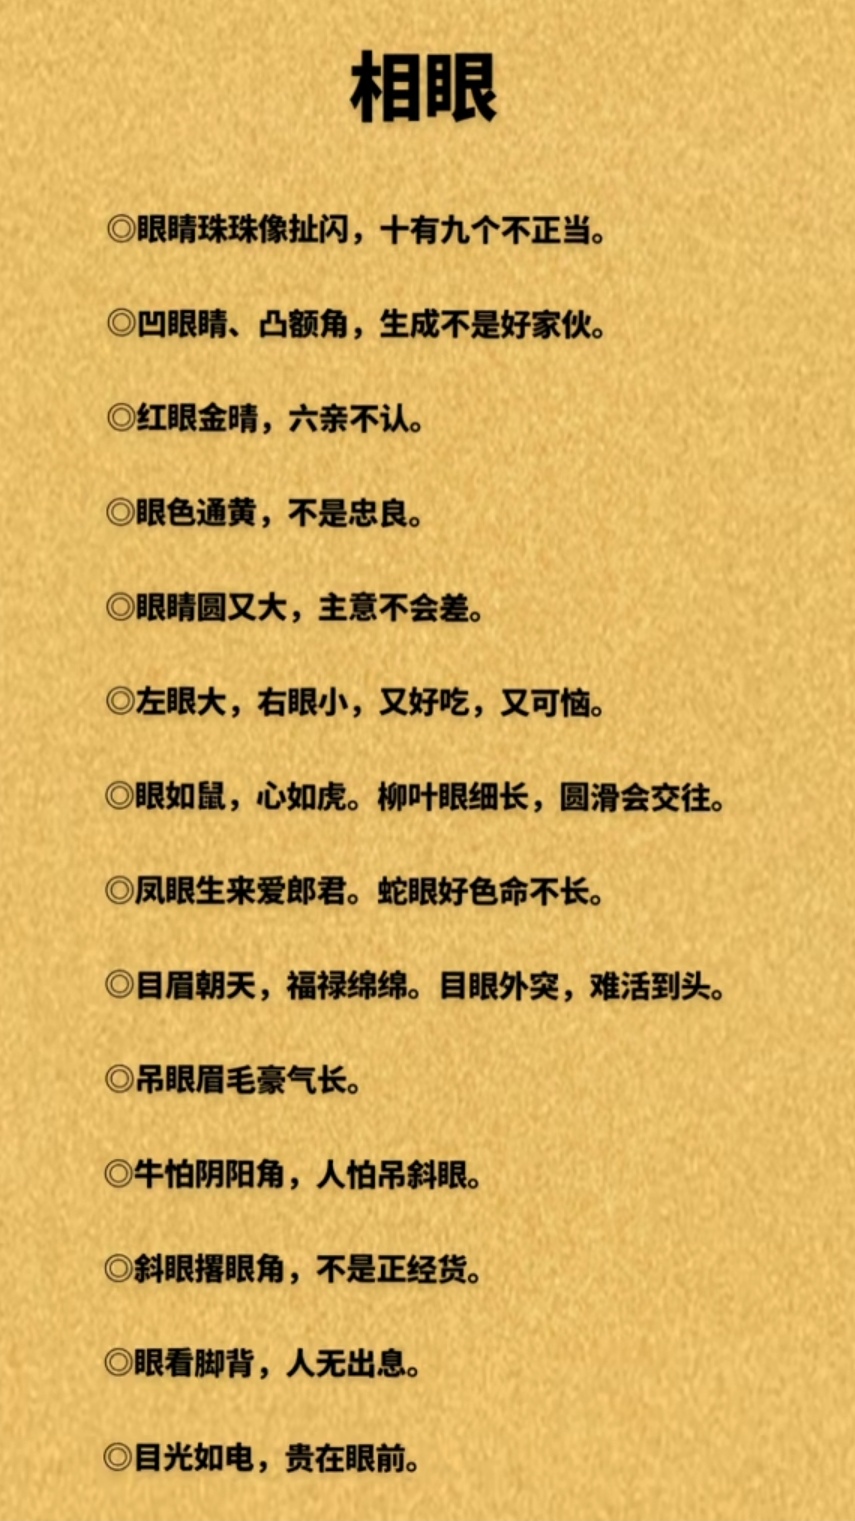 相眼
◎眼睛珠珠像扯闪，十有九个不正当。
◎凹眼睛、凸额角，生成不是好家伙。
◎红眼金晴，六亲不认。
◎眼色通黄，不是忠良。
◎眼睛圆又大，主意不会差。
◎左眼大，右眼小，又好吃，又可恼。
◎眼如鼠，心如虎。柳叶眼细长，圆滑会交往。
◎凤眼生来爱郎君。蛇眼好色命不长。
◎目眉朝天，福禄绵绵。目眼外突，难活到头。
◎吊眼眉毛豪气长。
◎牛怕阴阳角，人怕吊斜眼。
◎斜眼撂眼角，不是正经货。
◎眼看脚背，人无出息。
◎目光如电，贵在眼前。